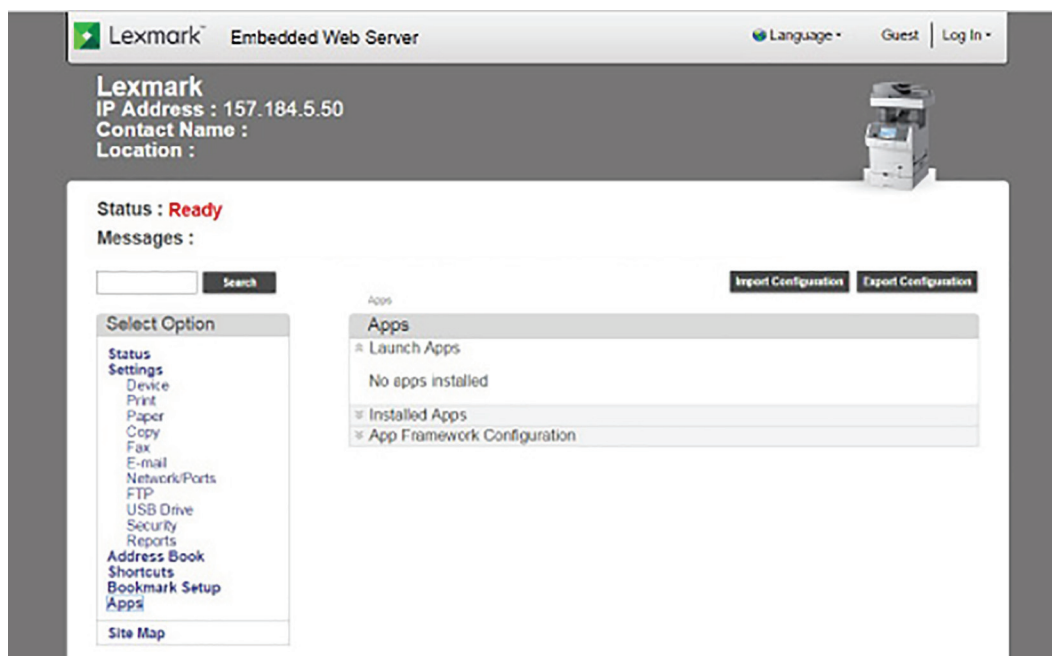 Lexmark™ Embedded Web Server Language Guest Log In
Lexmark
IP Address : 157.184.5.50
Contact Name :
Location :
Status : Ready
Messages :
Search
Import Configuration Export Configuration
Apps
Select Option
Status
Settings
Device
Print
Paper
Copy
Fax
E-mail
Network/Ports
FTP
USB Drive
Security
Reports
Address Book
Shortcuts
Bookmark Setup
Apps
Site Map
Apps
Launch Apps
No apps installed
Installed Apps
App Framework Configuration